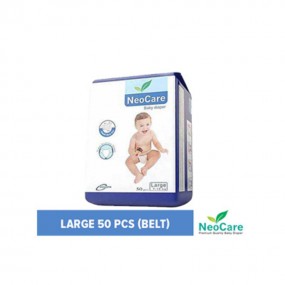 NeoCare
Baby diaper
Large
LARGE 50 PCS (BELT)
NeoCare
Premium Quality Baby Diaper